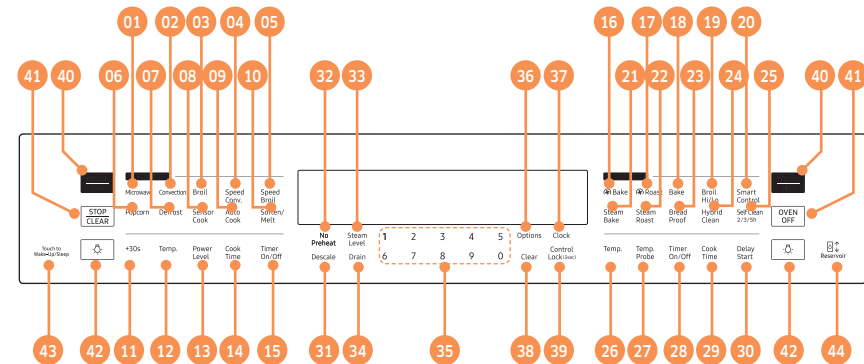 01 02 03 04 05
16 17 18 19 20
41 40 06 07 08 09 10
32 33
36 37
21 22 23 24 25
40 41
Microwave Convection Broil Speed Conv. Speed Broil
Bake Roast Bake Broil Hi/Lo Smart Control
STOP
CLEAR
Popcorn Defrost Sensor Cook Auto Cook Soften/Melt
Steam Bake Steam Roast Bread Proof Hybrid Clean Self Clean 2/3/5h
OVEN
OFF
No Preheat Steam Level
1 2 3 4 5
Options Clock
Touch to
Wake-Up/Sleep
+30s Temp. Power Level Cook Time Timer On/Off
Descale Drain
6 7 8 9 0
Clear Control Lock(3sec)
Temp. Temp. Probe Timer On/Off Cook Time Delay Start
Reservoir
43 42 11 12 13 14 15
31 34
35
38 39
26 27 28 29 30
42 44